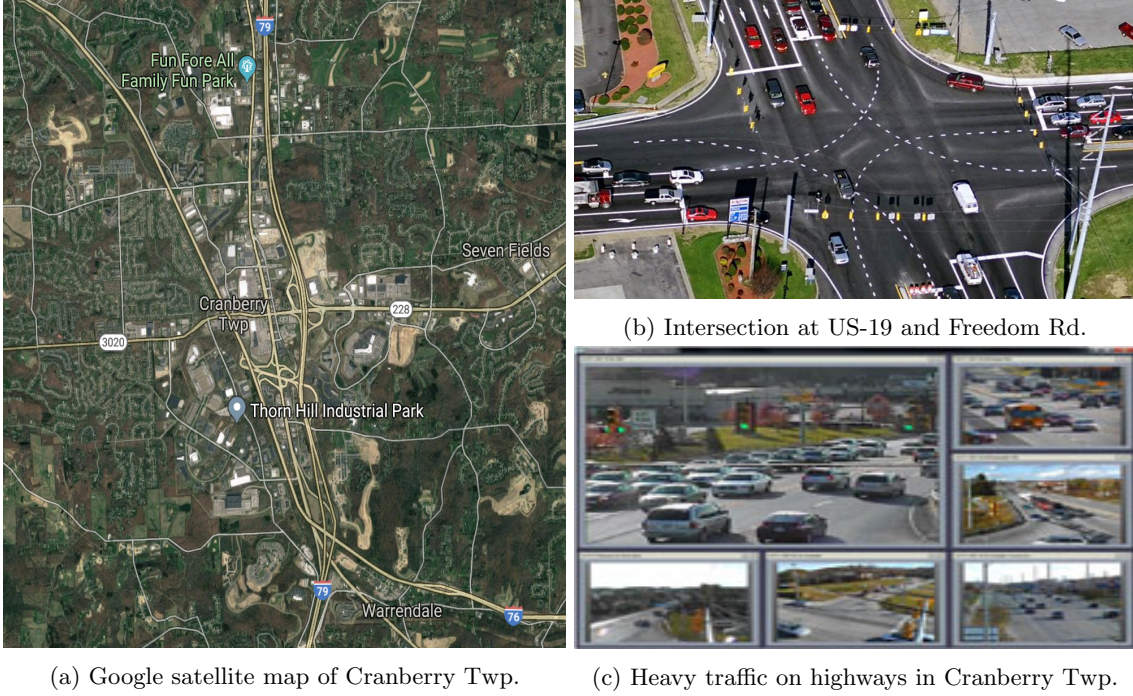 79
Fun Fore All
Family Fun Park
Seven Fields
Cranberry
Twp
228
3020
Thorn Hill Industrial Park
79
Warrendale
76
(a) Google satellite map of Cranberry Twp.
(b) Intersection at US-19 and Freedom Rd.
(c) Heavy traffic on highways in Cranberry Twp.